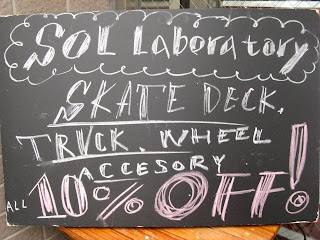 SOL Laboratory
SKATE DECK.
TRUCK. WHEEL
ACCESORY
ALL 10% OFF!